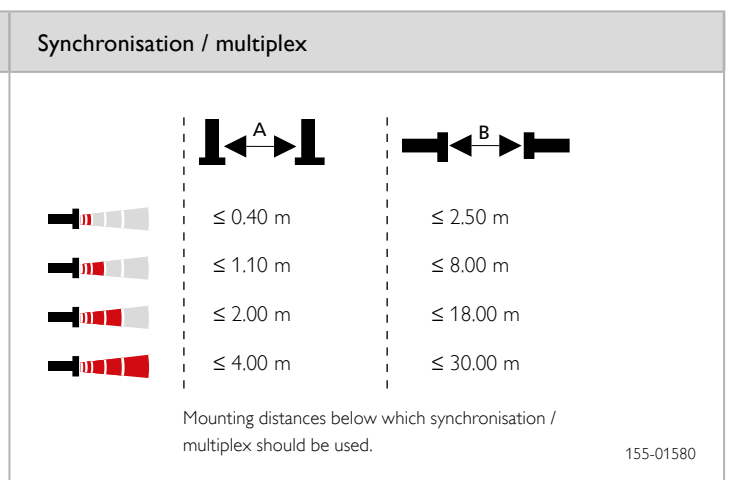 Synchronisation / multiplex
A
B
≤ 0.40 m ≤ 2.50 m
≤ 1.10 m ≤ 8.00 m
≤ 2.00 m ≤ 18.00 m
≤ 4.00 m ≤ 30.00 m
Mounting distances below which synchronisation /
multiplex should be used.
155-01580